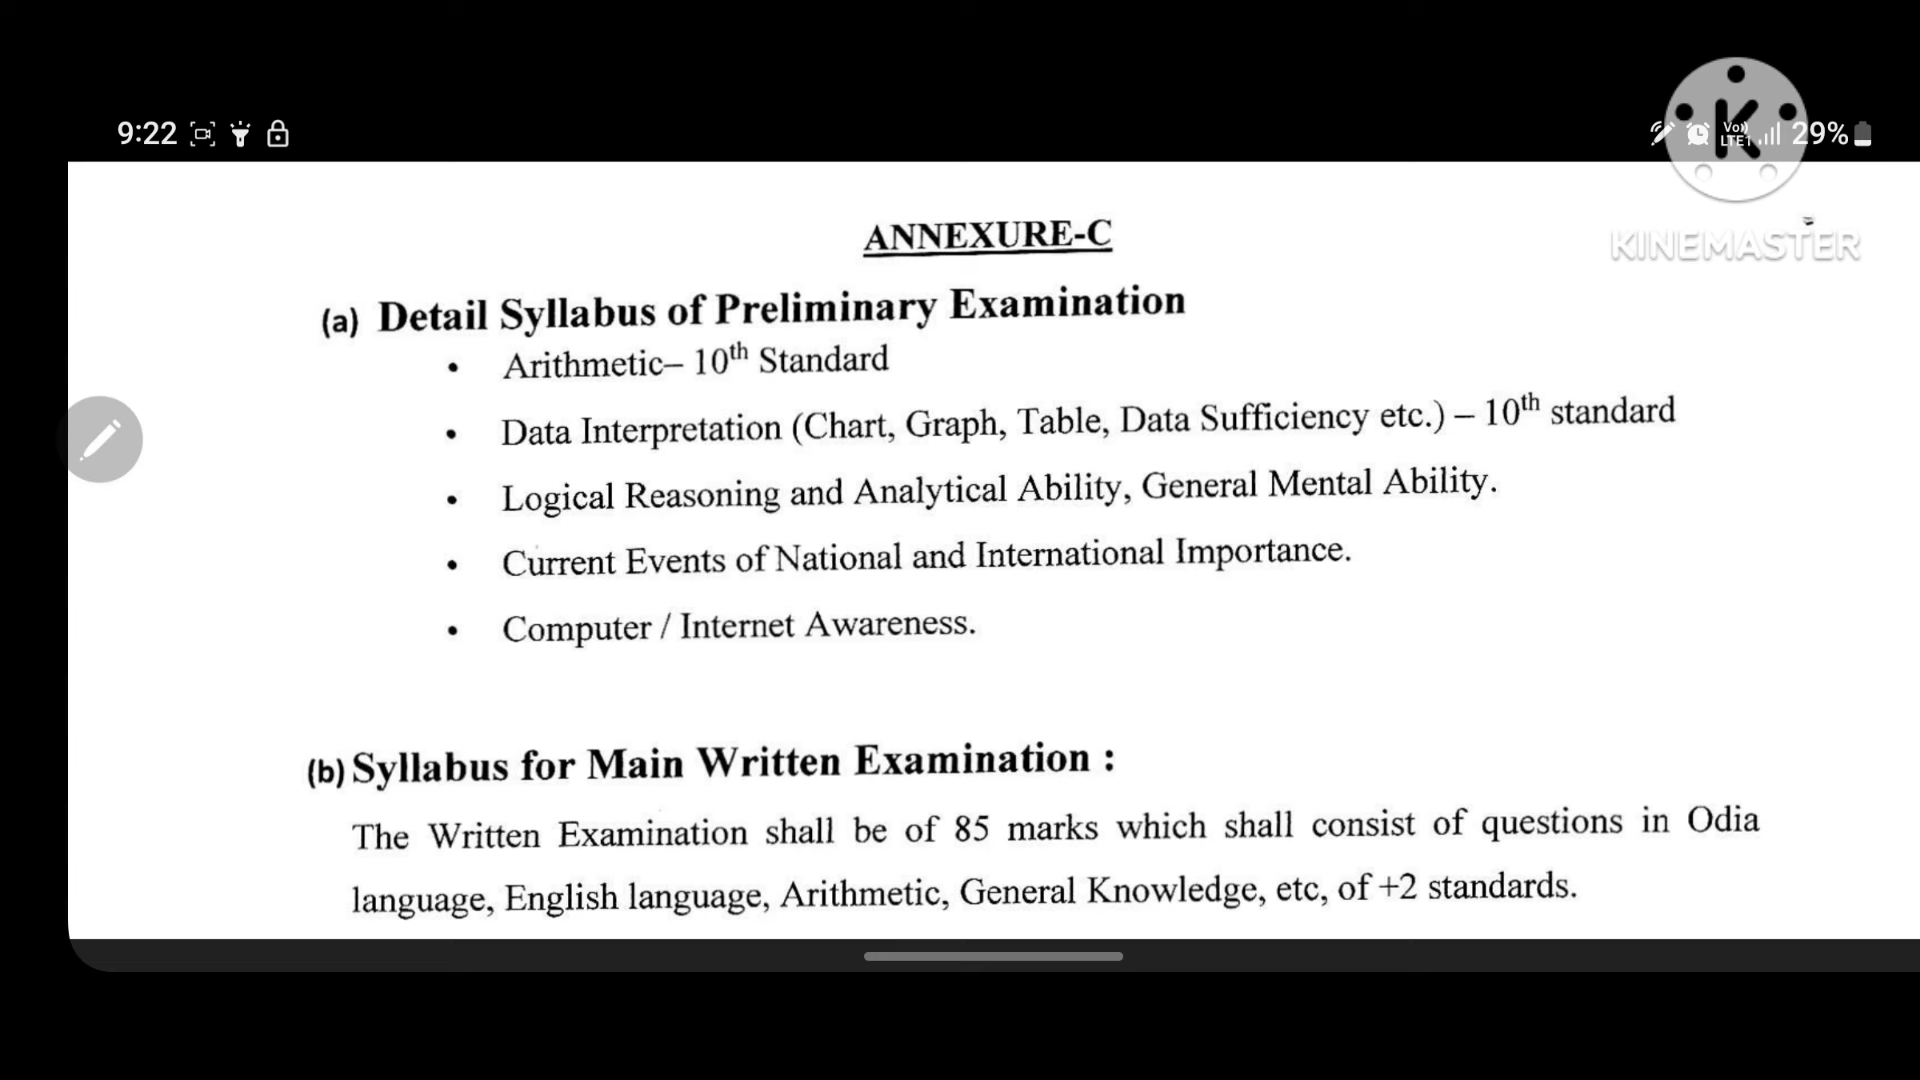 9:22
Vo))
LTE1
29%
K
KINEMASTER
ANNEXURE-C
(a) Detail Syllabus of Preliminary Examination
• Arithmetic– 10th Standard
• Data Interpretation (Chart, Graph, Table, Data Sufficiency etc.) – 10th standard
• Logical Reasoning and Analytical Ability, General Mental Ability.
• Current Events of National and International Importance.
• Computer / Internet Awareness.
(b) Syllabus for Main Written Examination :
The Written Examination shall be of 85 marks which shall consist of questions in Odia
language, English language, Arithmetic, General Knowledge, etc, of +2 standards.